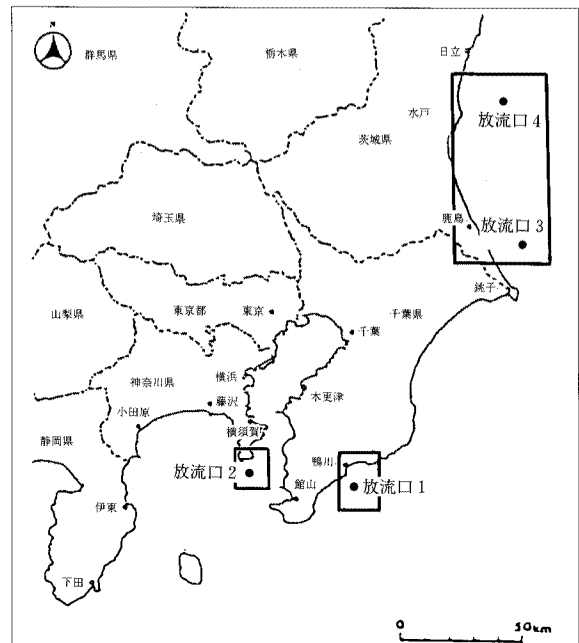 N
群馬県
栃木県
日立
水戸
放流口4
茨城県
埼玉県
鹿島
放流口3
銚子
山梨県
東京都
東京
千葉
千葉県
神奈川県
横浜
木更津
藤沢
小田原
横須賀
静岡県
鴨川
放流口2
館山
放流口1
伊東
下田
0
50km